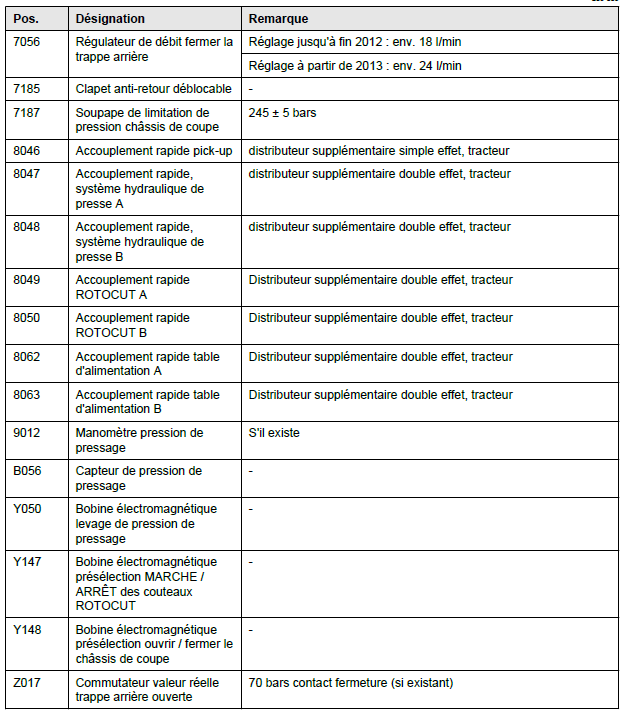 Pos. Désignation Remarque
7056 Régulateur de débit fermer la Réglage jusqu'à fin 2012 : env. 18 l/min
trappe arrière Réglage à partir de 2013 : env. 24 l/min
7185 Clapet anti-retour déblocable -
7187 Soupape de limitation de 245 ± 5 bars
pression châssis de coupe
8046 Accouplement rapide pick-up distributeur supplémentaire simple effet, tracteur
8047 Accouplement rapide, distributeur supplémentaire double effet, tracteur
système hydraulique de
presse A
8048 Accouplement rapide, distributeur supplémentaire double effet, tracteur
système hydraulique de
presse B
8049 Accouplement rapide Distributeur supplémentaire double effet, tracteur
ROTOCUT A
8050 Accouplement rapide Distributeur supplémentaire double effet, tracteur
ROTOCUT B
8062 Accouplement rapide table Distributeur supplémentaire double effet, tracteur
d'alimentation A
8063 Accouplement rapide table Distributeur supplémentaire double effet, tracteur
d'alimentation B
9012 Manomètre pression de S'il existe
pressage
B056 Capteur de pression de -
pressage
Y050 Bobine électromagnétique -
levage de pression de
pressage
Y147 Bobine électromagnétique -
présélection MARCHE /
ARRÊT des couteaux
ROTOCUT
Y148 Bobine électromagnétique -
présélection ouvrir / fermer le
châssis de coupe
Z017 Commutateur valeur réelle 70 bars contact fermeture (si existant)
trappe arrière ouverte